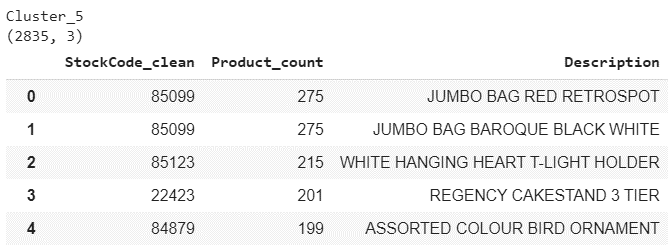 Cluster_5
(2835, 3)
StockCode_clean Product_count Description
0 85099 275 JUMBO BAG RED RETROSPOT
1 85099 275 JUMBO BAG BAROQUE BLACK WHITE
2 85123 215 WHITE HANGING HEART T-LIGHT HOLDER
3 22423 201 REGENCY CAKESTAND 3 TIER
4 84879 199 ASSORTED COLOUR BIRD ORNAMENT